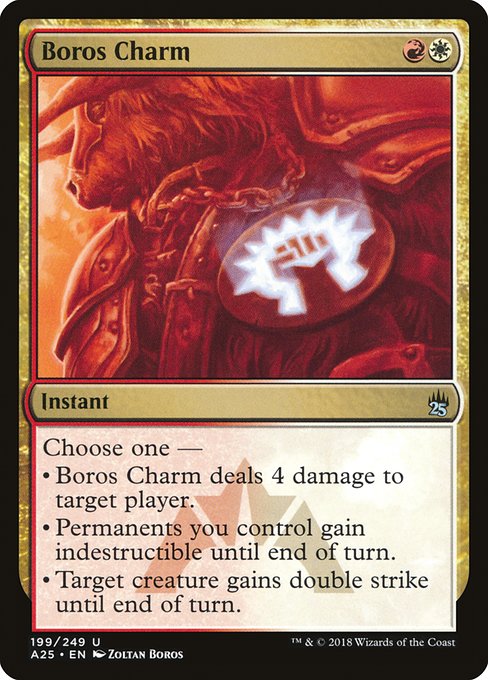 Boros Charm
Instant
25
Choose one —
• Boros Charm deals 4 damage to
target player.
• Permanents you control gain
indestructible until end of turn.
• Target creature gains double strike
until end of turn.
199/249 U
A25 • EN Zoltan Boros
™ & © 2018 Wizards of the Coast